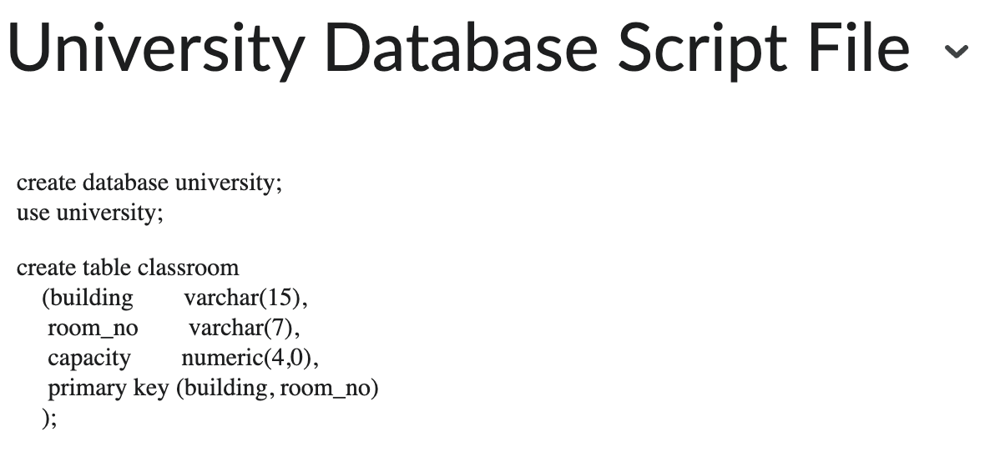 University Database Script File
create database university;
use university;
create table classroom
(building varchar(15),
room_no varchar(7),
capacity numeric(4,0),
primary key (building, room_no)
);